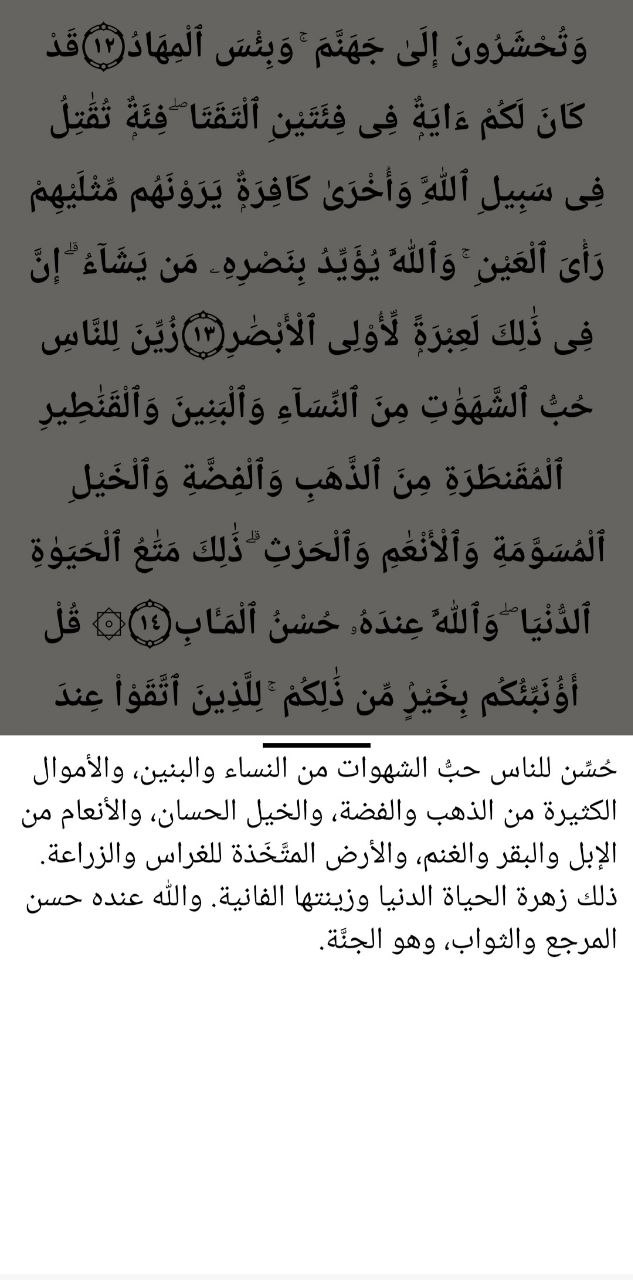 وَتُحْشَرُونَ إِلَىٰ جَهَنَّمَ ۚ وَبِئْسَ ٱلْمِهَادُ ١٢ قَدْ
كَانَ لَكُمْ ءَايَةٌ فِى فِئَتَيْنِ ٱلْتَقَتَا ۖ فِئَةٌ تُقَٰتِلُ
فِى سَبِيلِ ٱللَّهِ وَأُخْرَىٰ كَافِرَةٌ يَرَوْنَهُم مِّثْلَيْهِمْ
رَأْىَ ٱلْعَيْنِ ۚ وَٱللَّهُ يُؤَيِّدُ بِنَصْرِهِۦ مَن يَشَآءُ ۗ إِنَّ
فِى ذَٰلِكَ لَعِبْرَةً لِّأُو۟لِى ٱلْأَبْصَٰرِ ١٣ زُيِّنَ لِلنَّاسِ
حُبُّ ٱلشَّهَوَٰتِ مِنَ ٱلنِّسَآءِ وَٱلْبَنِينَ وَٱلْقَنَٰطِيرِ
ٱلْمُقَنطَرَةِ مِنَ ٱلذَّهَبِ وَٱلْفِضَّةِ وَٱلْخَيْلِ
ٱلْمُسَوَّمَةِ وَٱلْأَنْعَٰمِ وَٱلْحَرْثِ ۗ ذَٰلِكَ مَتَٰعُ ٱلْحَيَوٰةِ
ٱلدُّنْيَا ۖ وَٱللَّهُ عِندَهُۥ حُسْنُ ٱلْمَـَٔابِ ١٤ ۞ قُلْ
أَؤُنَبِّئُكُم بِخَيْرٍ مِّن ذَٰلِكُمْ ۚ لِلَّذِينَ ٱتَّقَوْا۟ عِندَ
حُسِّن للناس حبُّ الشهوات من النساء والبنين، والأموال
الكثيرة من الذهب والفضة، والخيل الحسان، والأنعام من
الإبل والبقر والغنم، والأرض المتَّخَذة للغراس والزراعة.
ذلك زهرة الحياة الدنيا وزينتها الفانية. والله عنده حسن
المرجع والثواب، وهو الجنَّة.